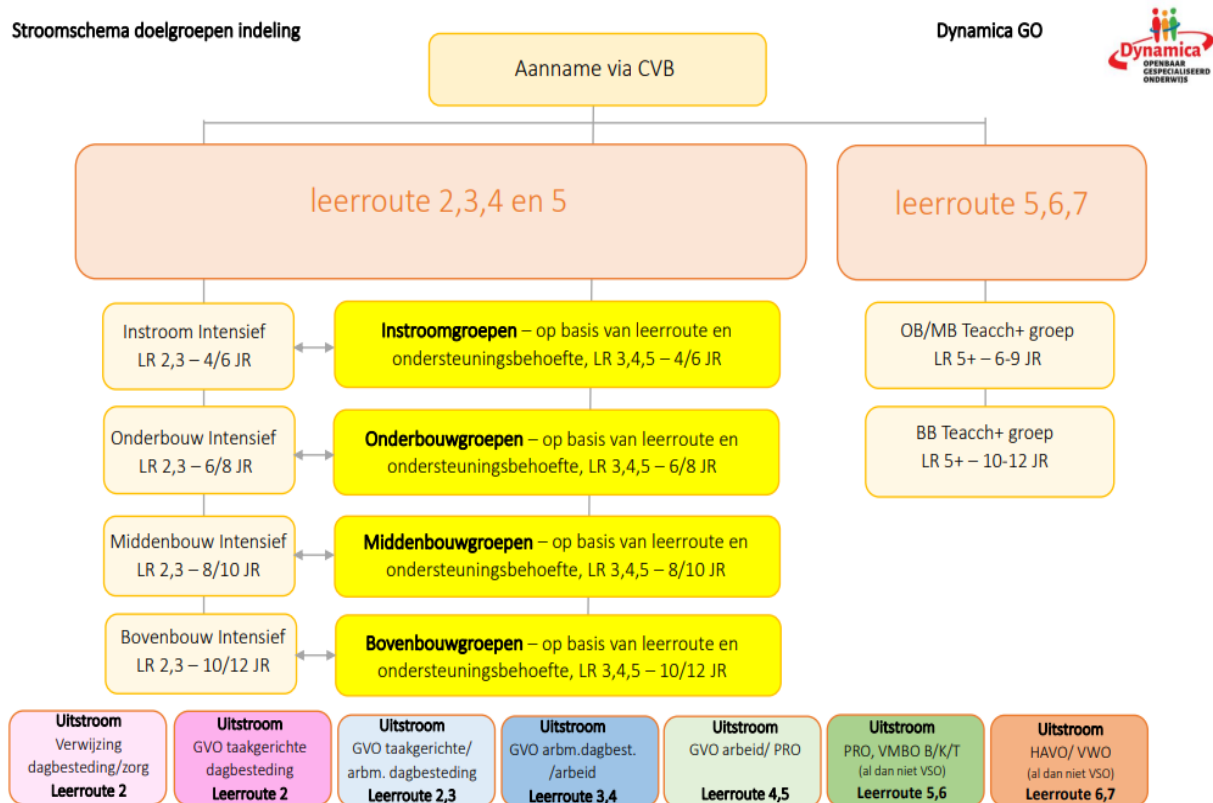 Stroomschema doelgroepen indeling
Dynamica GO
Dynamica
OPENBAAR
GESPECIALISEERD
ONDERWIJS
Aanname via CVB
leerroute 2,3,4 en 5
leerroute 5,6,7
Instroom Intensief
LR 2,3 – 4/6 JR
Instroomgroepen – op basis van leerroute en
ondersteuningsbehoefte, LR 3,4,5 – 4/6 JR
OB/MB Teacch+ groep
LR 5+ – 6-9 JR
Onderbouw Intensief
LR 2,3 – 6/8 JR
Onderbouwgroepen – op basis van leerroute en
ondersteuningsbehoefte, LR 3,4,5 – 6/8 JR
BB Teacch+ groep
LR 5+ – 10-12 JR
Middenbouw Intensief
LR 2,3 – 8/10 JR
Middenbouwgroepen – op basis van leerroute en
ondersteuningsbehoefte, LR 3,4,5 – 8/10 JR
Bovenbouw Intensief
LR 2,3 – 10/12 JR
Bovenbouwgroepen – op basis van leerroute en
ondersteuningsbehoefte, LR 3,4,5 – 10/12 JR
Uitstroom
Verwijzing
dagbesteding/zorg
Leerroute 2
Uitstroom
GVO taakgerichte
dagbesteding
Leerroute 2
Uitstroom
GVO taakgerichte/
arbm. dagbesteding
Leerroute 2,3
Uitstroom
GVO arbm.dagbest.
/arbeid
Leerroute 3,4
Uitstroom
GVO arbeid/ PRO
Leerroute 4,5
Uitstroom
PRO, VMBO B/K/T
(al dan niet VSO)
Leerroute 5,6
Uitstroom
HAVO/ VWO
(al dan niet VSO)
Leerroute 6,7